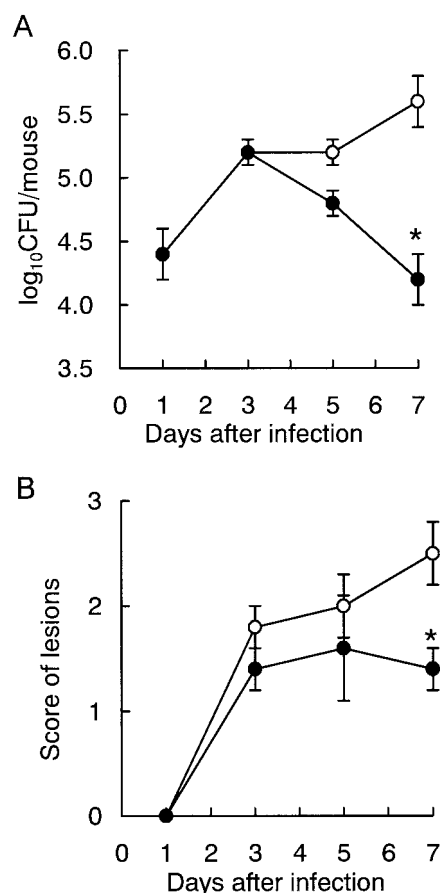 A
6.0
5.5
5.0
4.5
4.0
3.5
log₁₀CFU/mouse
*
0 1 2 3 4 5 6 7
Days after infection
B
3
2
1
0
Score of lesions
*
0 1 2 3 4 5 6 7
Days after infection